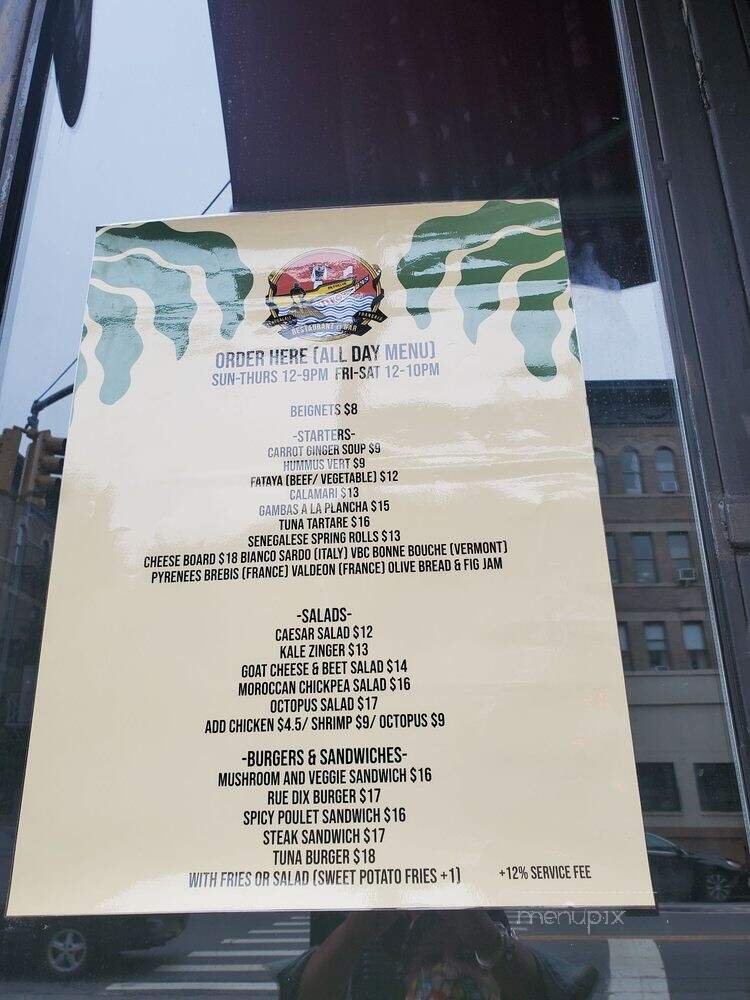 RESTAURANT ET BAR
ORDER HERE (ALL DAY MENU)
SUN-THURS 12-9PM FRI-SAT 12-10PM
BEIGNETS $8
-STARTERS-
CARROT GINGER SOUP $9
HUMMUS VERT $9
FATAYA (BEEF/ VEGETABLE) $12
CALAMARI $13
GAMBAS A LA PLANCHA $15
TUNA TARTARE $16
SENEGALESE SPRING ROLLS $13
CHEESE BOARD $18 BIANCO SARDO (ITALY) VBC BONNE BOUCHE (VERMONT)
PYRENEES BREBIS (FRANCE) VALDEON (FRANCE) OLIVE BREAD & FIG JAM
-SALADS-
CAESAR SALAD $12
KALE ZINGER $13
GOAT CHEESE & BEET SALAD $14
MOROCCAN CHICKPEA SALAD $16
OCTOPUS SALAD $17
ADD CHICKEN $4.5/ SHRIMP $9/ OCTOPUS $9
-BURGERS & SANDWICHES-
MUSHROOM AND VEGGIE SANDWICH $16
RUE DIX BURGER $17
SPICY POULET SANDWICH $16
STEAK SANDWICH $17
TUNA BURGER $18
WITH FRIES OR SALAD (SWEET POTATO FRIES +1)
+12% SERVICE FEE
menupix